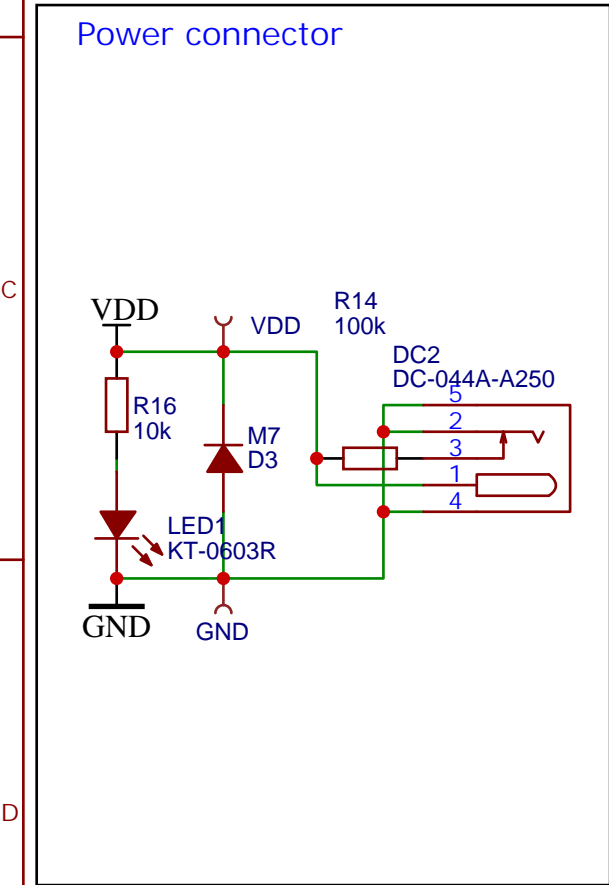 Power connector
C
VDD
VDD
R14
100k
DC2
DC-044A-A250
5
2
3
1
4
R16
10k
M7
D3
LED1
KT-0603R
GND
GND
D